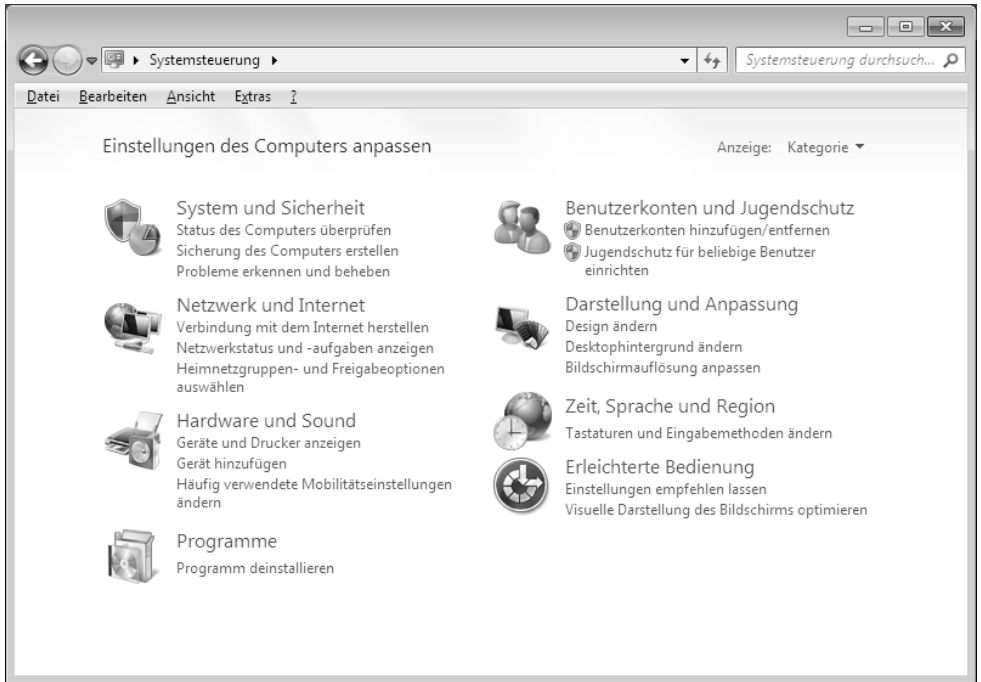 Systemsteuerung
Systemsteuerung durchsuch...
Datei Bearbeiten Ansicht Extras ?
Einstellungen des Computers anpassen
Anzeige: Kategorie
System und Sicherheit
Status des Computers überprüfen
Sicherung des Computers erstellen
Probleme erkennen und beheben
Netzwerk und Internet
Verbindung mit dem Internet herstellen
Netzwerkstatus und -aufgaben anzeigen
Heimnetzgruppen- und Freigabeoptionen
auswählen
Hardware und Sound
Geräte und Drucker anzeigen
Gerät hinzufügen
Häufig verwendete Mobilitätseinstellungen
ändern
Programme
Programm deinstallieren
Benutzerkonten und Jugendschutz
Benutzerkonten hinzufügen/entfernen
Jugendschutz für beliebige Benutzer
einrichten
Darstellung und Anpassung
Design ändern
Desktophintergrund ändern
Bildschirmauflösung anpassen
Zeit, Sprache und Region
Tastaturen und Eingabemethoden ändern
Erleichterte Bedienung
Einstellungen empfehlen lassen
Visuelle Darstellung des Bildschirms optimieren